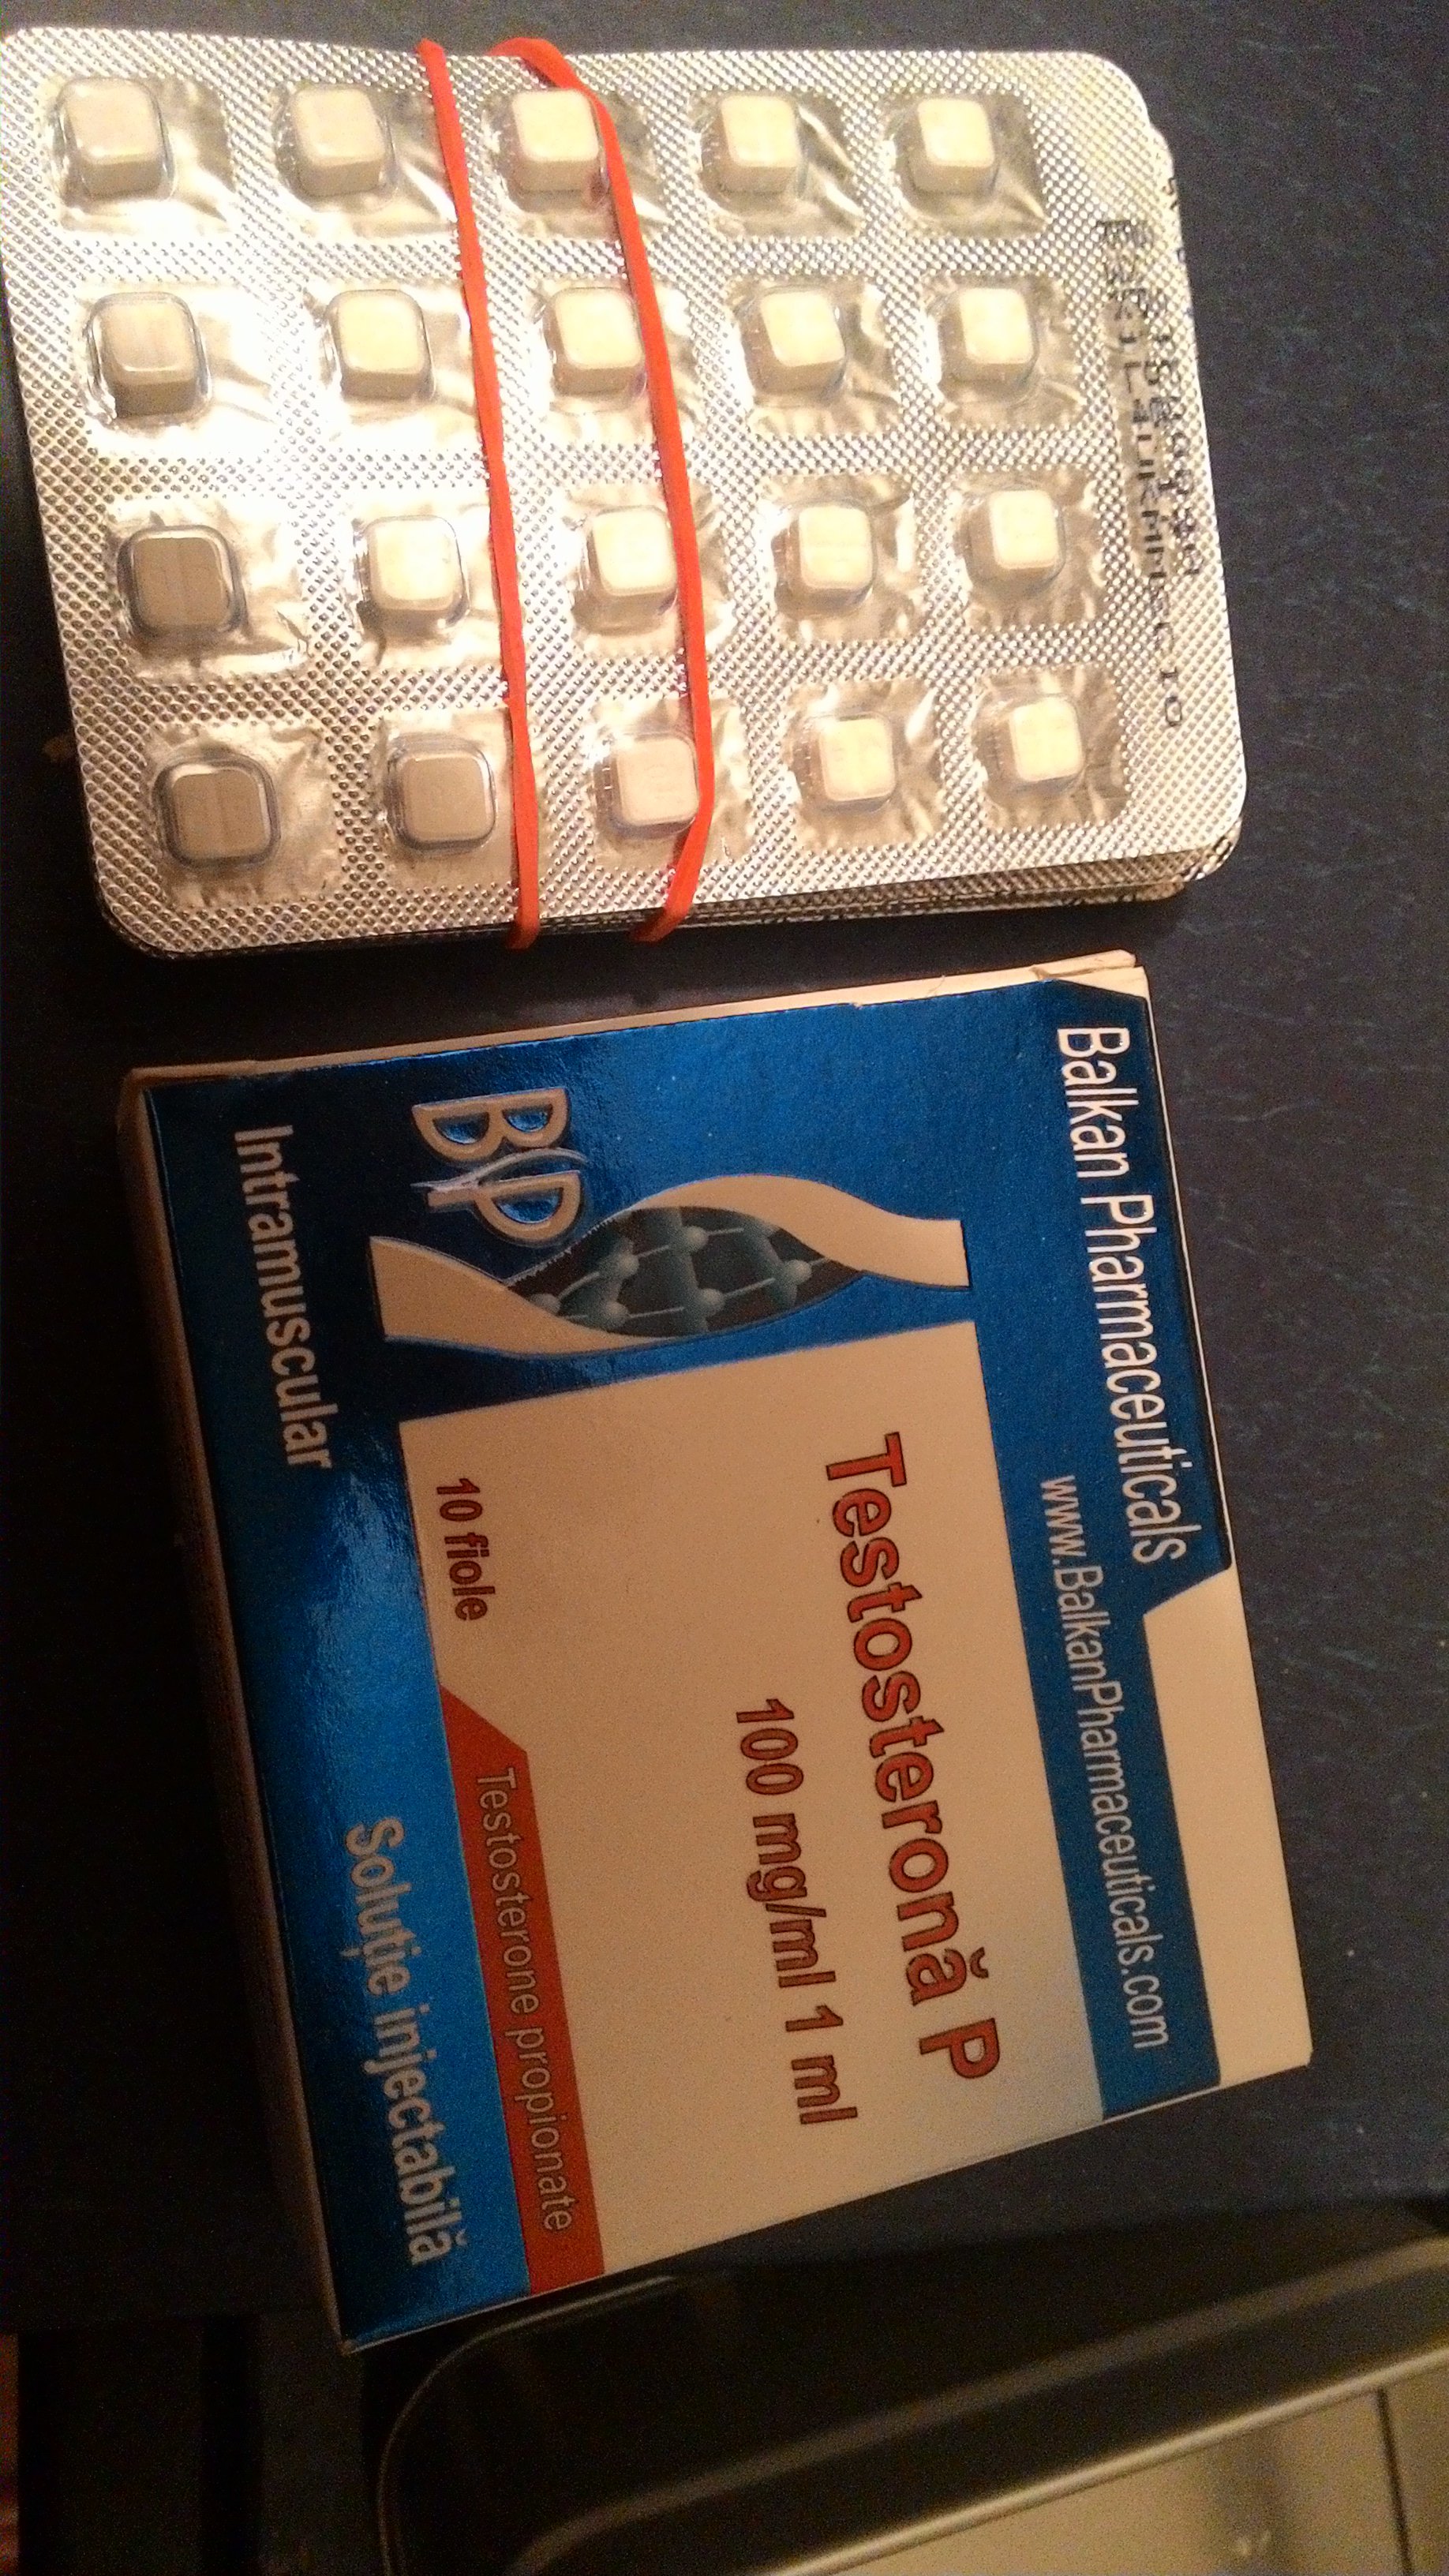 Balkan Pharmaceuticals
www.BalkanPharmaceuticals.com
Testosteronă P
100 mg/ml 1 ml
BP
10 fiole
Testosterone propionate
Intramuscular
Soluție injectabilă